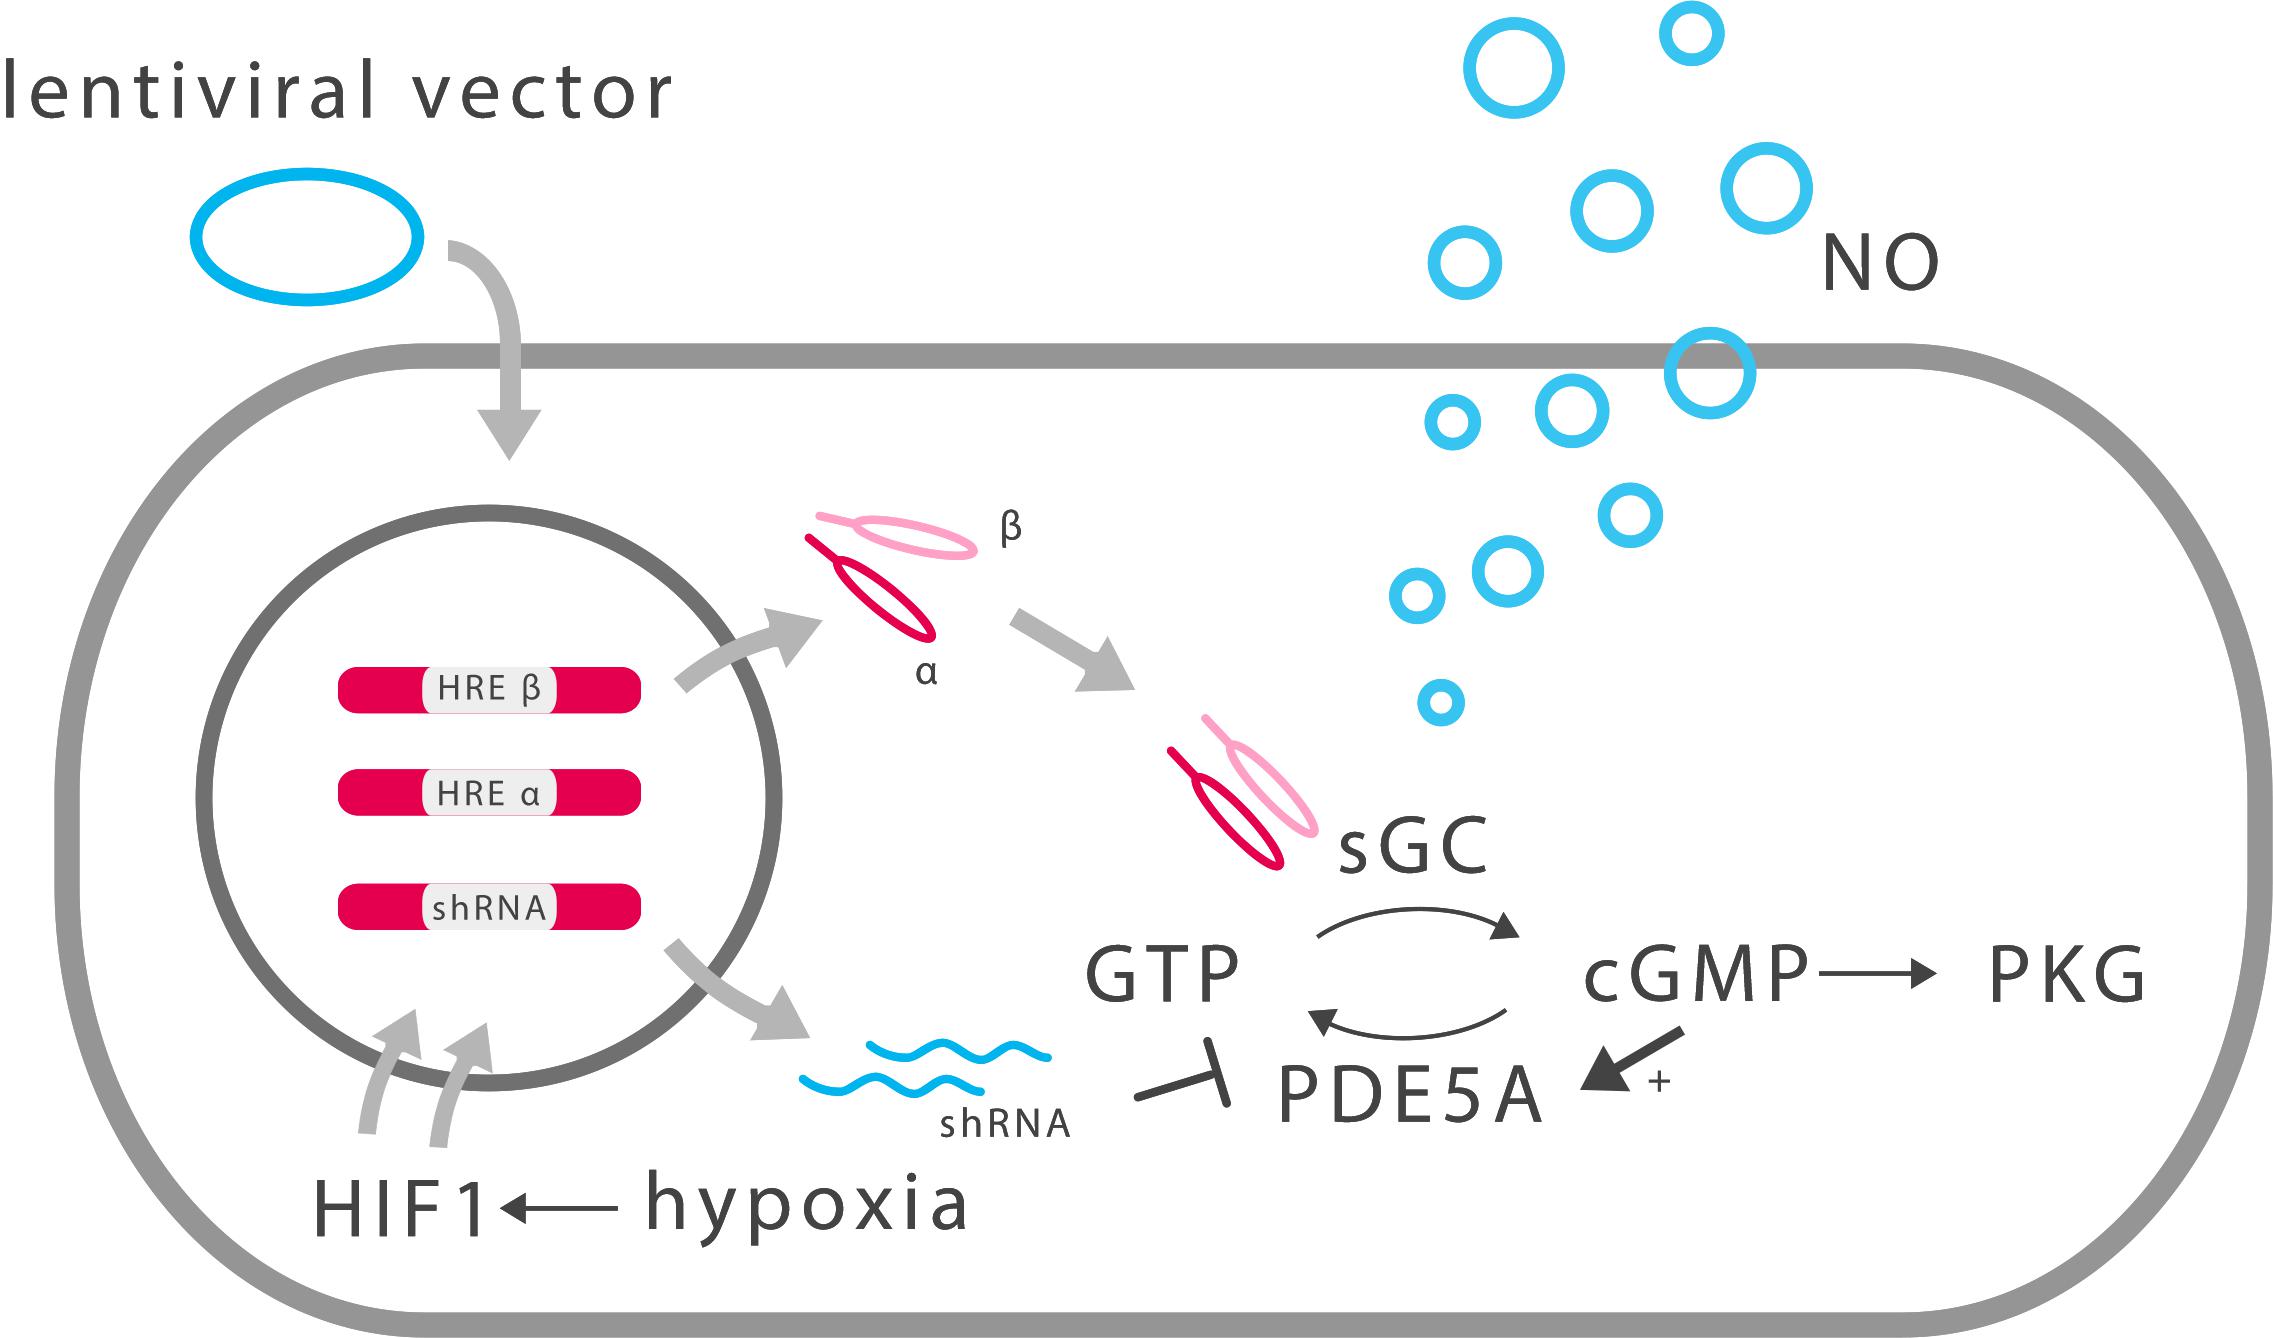 lentiviral vector
NO
β
α
HRE β
HRE α
shRNA
sGC
GTP
cGMP
PKG
PDE5A
+
shRNA
HIF1
hypoxia